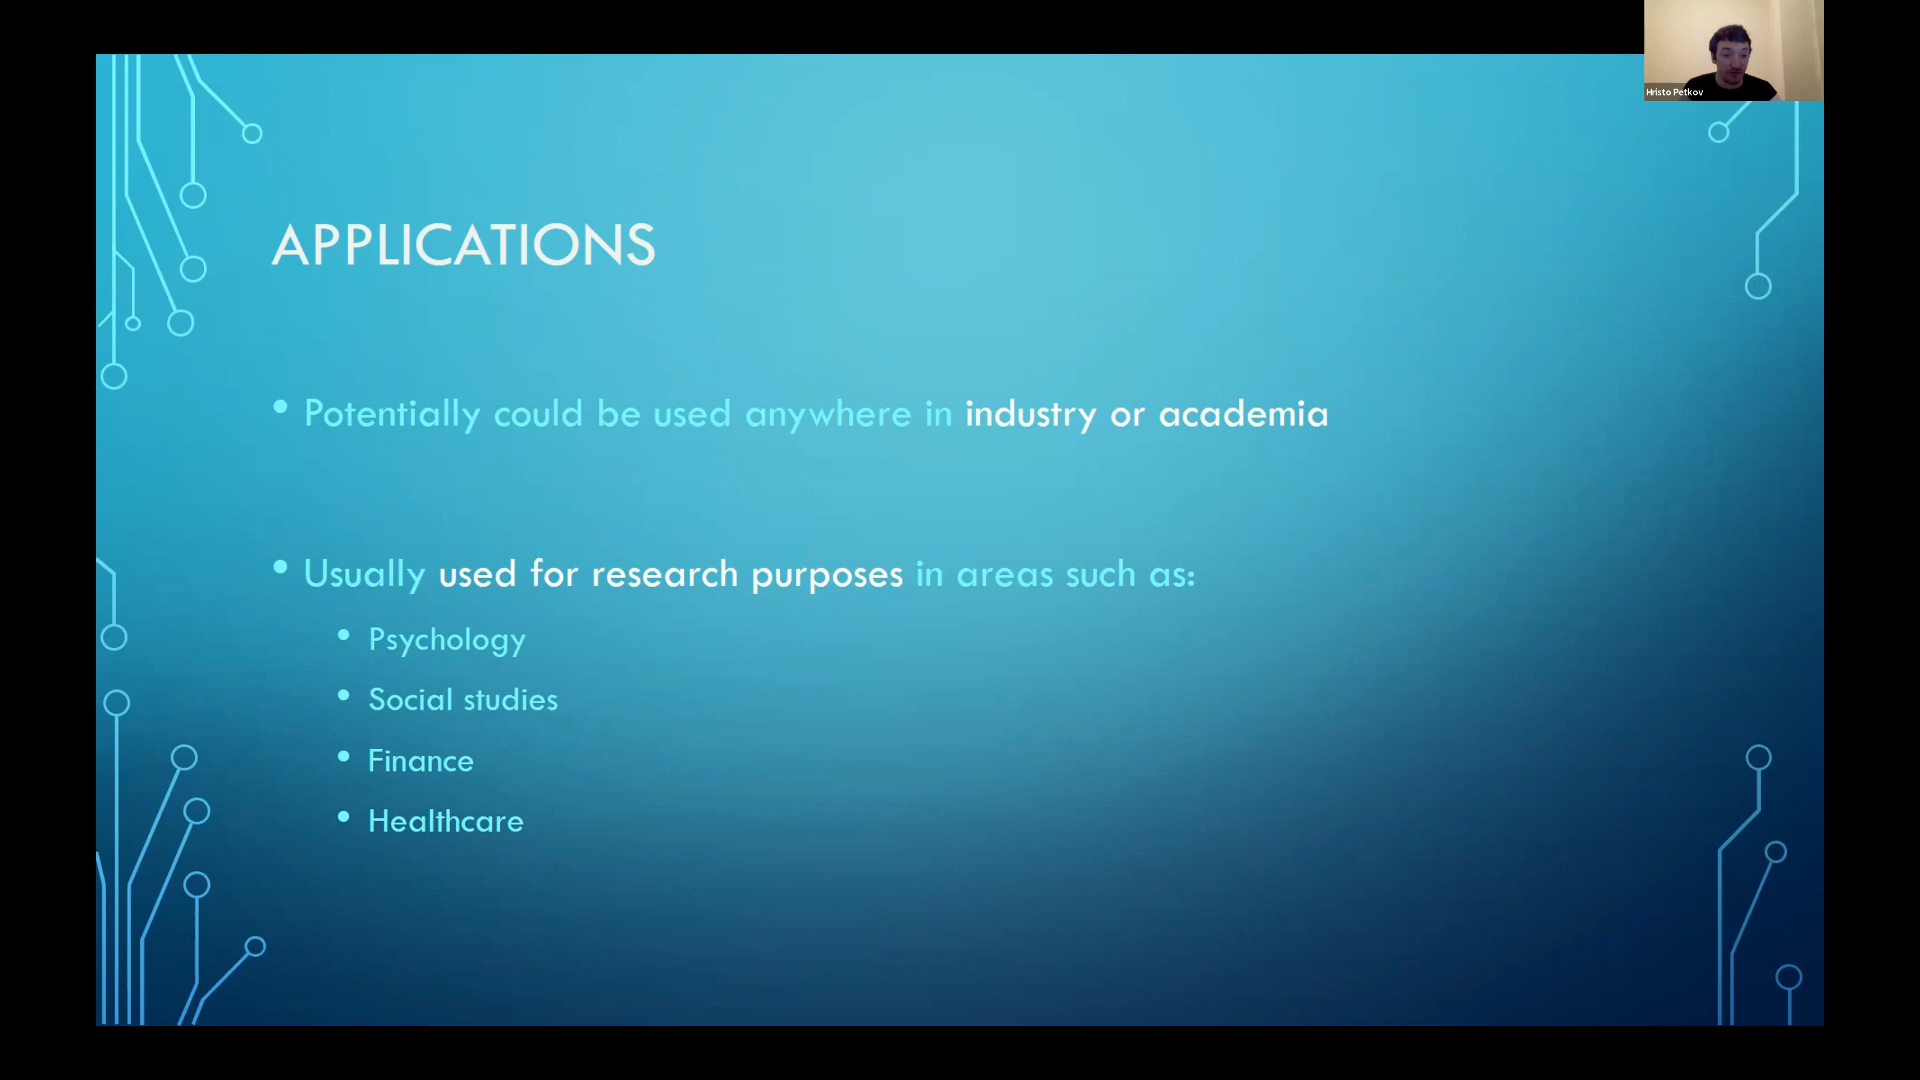 Hristo Petkov
APPLICATIONS
• Potentially could be used anywhere in industry or academia
• Usually used for research purposes in areas such as:
• Psychology
• Social studies
• Finance
• Healthcare